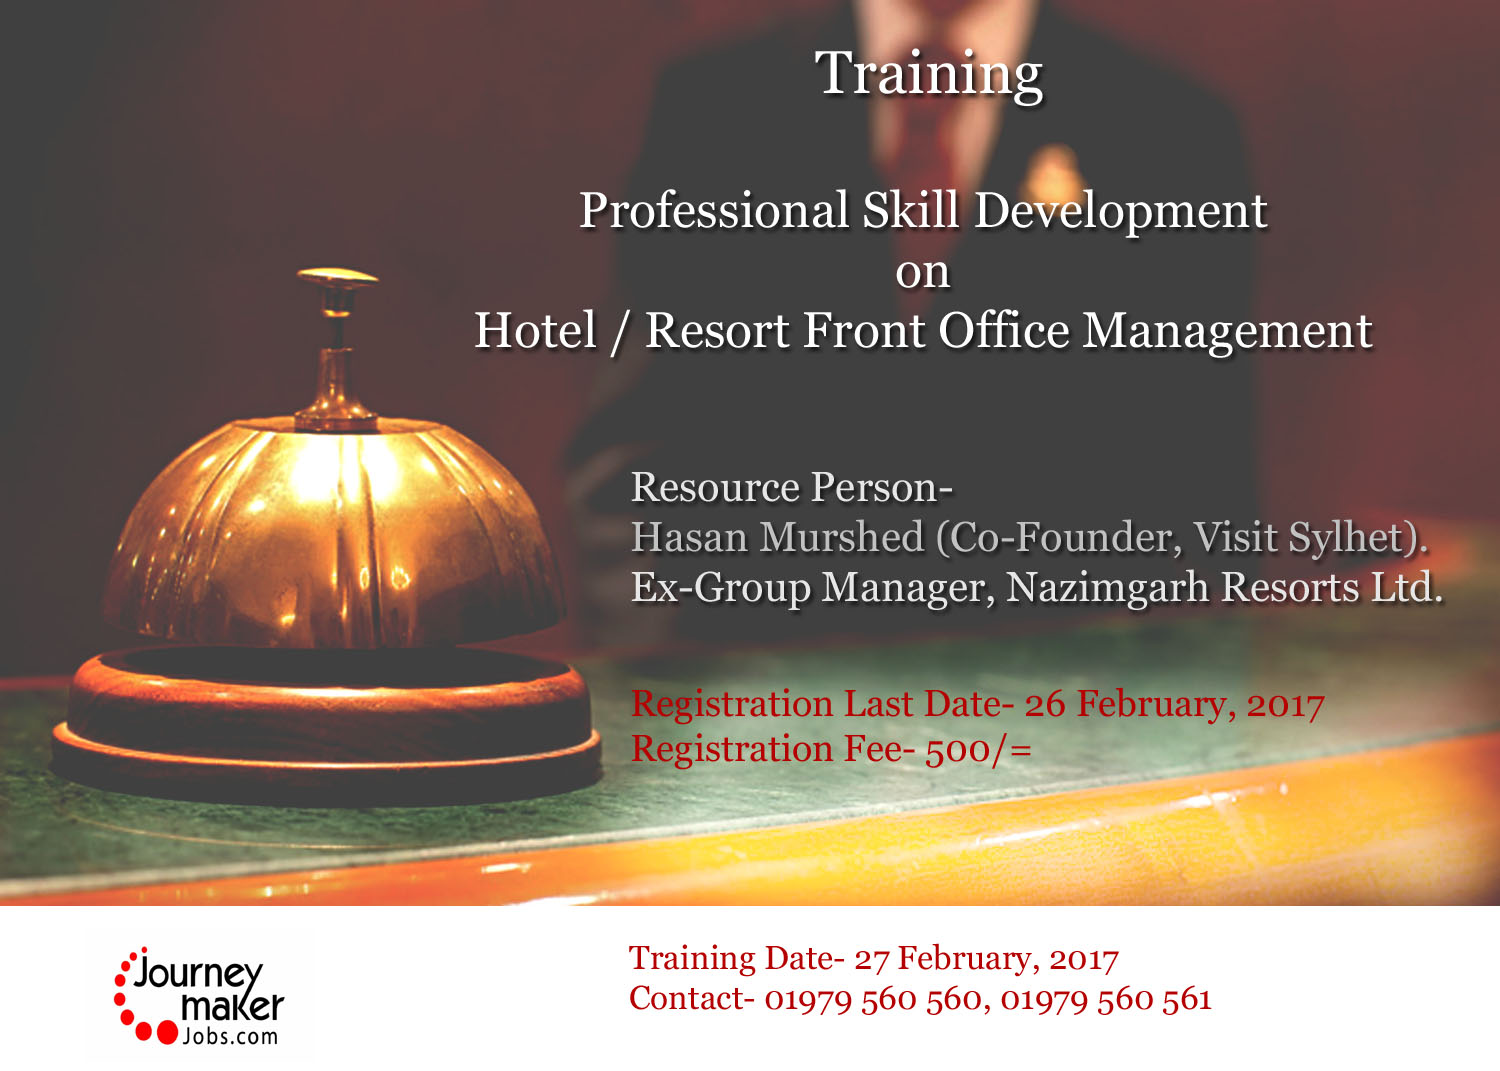 Training
Professional Skill Development
on
Hotel / Resort Front Office Management
Resource Person-
Hasan Murshed (Co-Founder, Visit Sylhet).
Ex-Group Manager, Nazimgarh Resorts Ltd.
Registration Last Date- 26 February, 2017
Registration Fee- 500/=
Training Date- 27 February, 2017
Contact- 01979 560 560, 01979 560 561
Journey
maker
Jobs.com